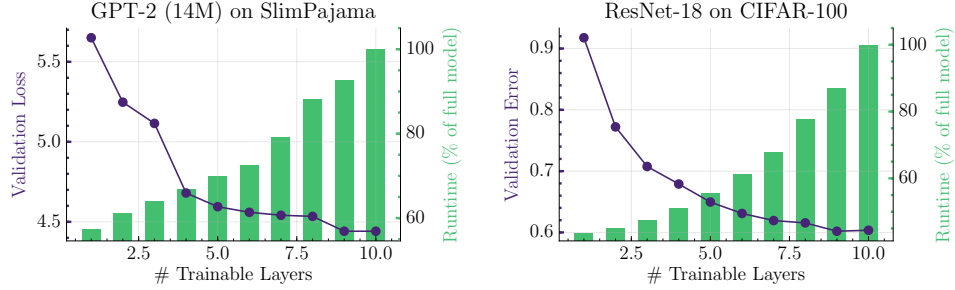 GPT-2 (14M) on SlimPajama
Validation Loss
5.5
5.0
4.5
100
80
60
Runtime (% of full model)
2.5
5.0
7.5
10.0
# Trainable Layers
ResNet-18 on CIFAR-100
Validation Error
0.9
0.8
0.7
0.6
100
80
60
Runtime (% of full model)
2.5
5.0
7.5
10.0
# Trainable Layers